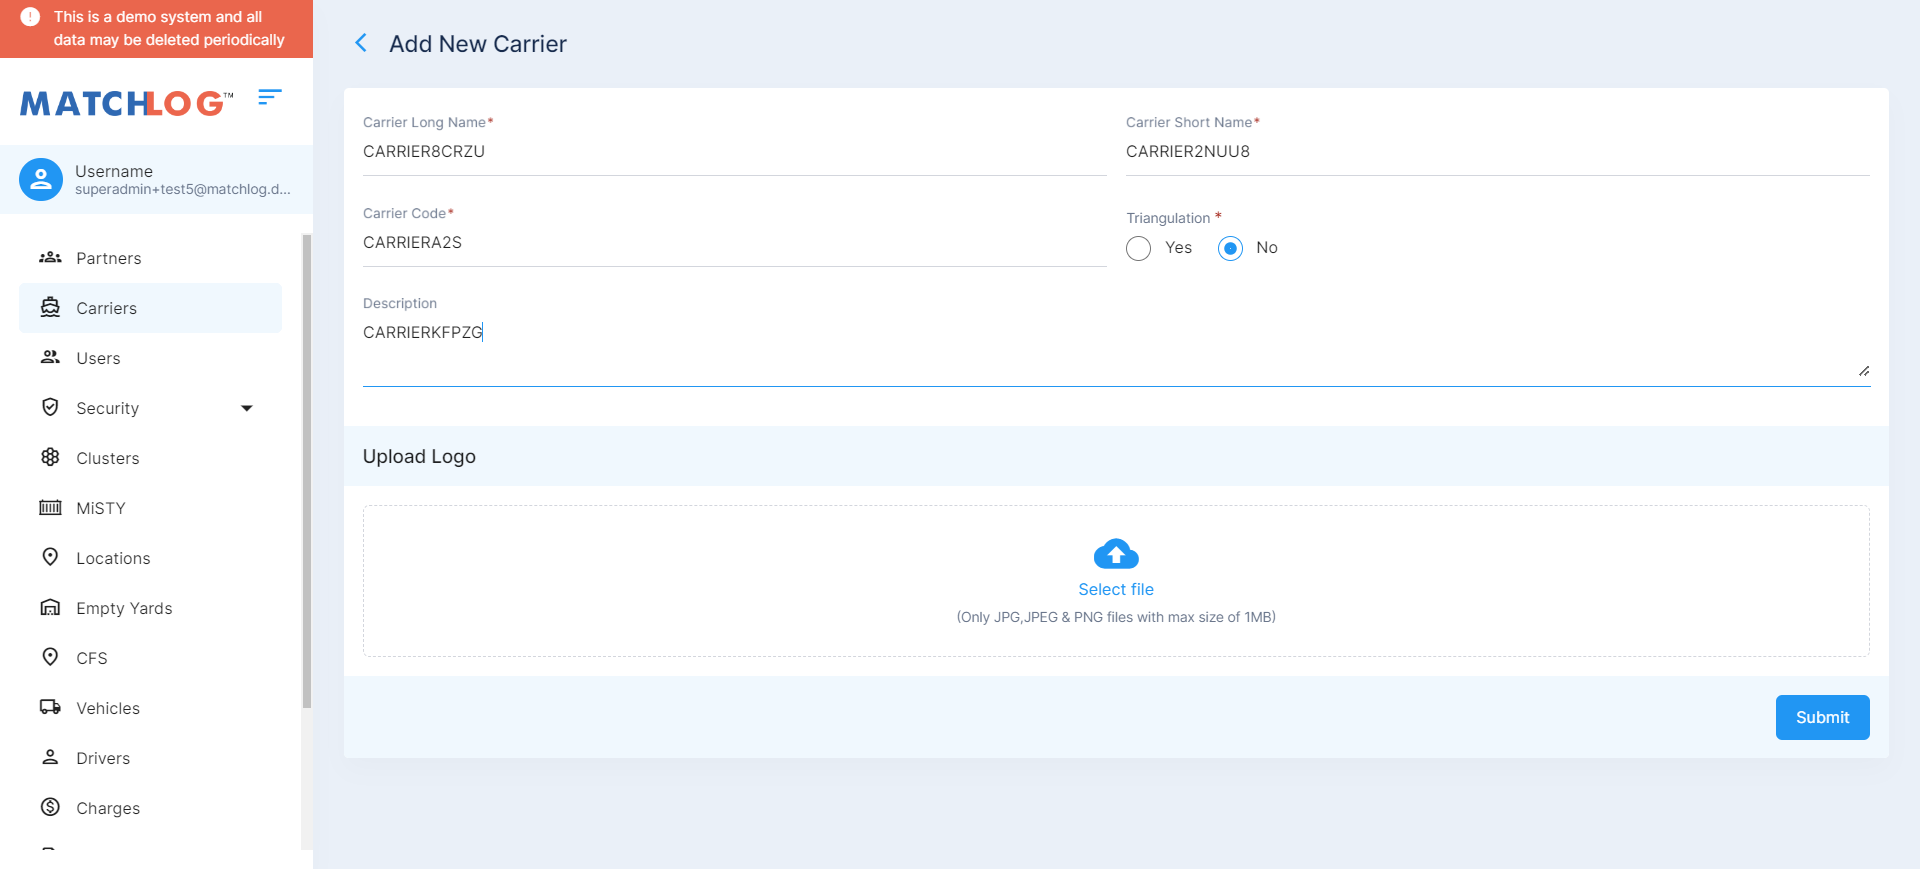 This is a demo system and all
data may be deleted periodically
MATCHLOG™
Username
superadmin+test5@matchlog.d...
Partners
Carriers
Users
Security
Clusters
MiSTY
Locations
Empty Yards
CFS
Vehicles
Drivers
Charges
Add New Carrier
Carrier Long Name*
CARRIER8CRZU
Carrier Short Name*
CARRIER2NUU8
Carrier Code*
CARRIERA2S
Triangulation *
Yes No
Description
CARRIERKFPZG
Upload Logo
Select file
(Only JPG,JPEG & PNG files with max size of 1MB)
Submit